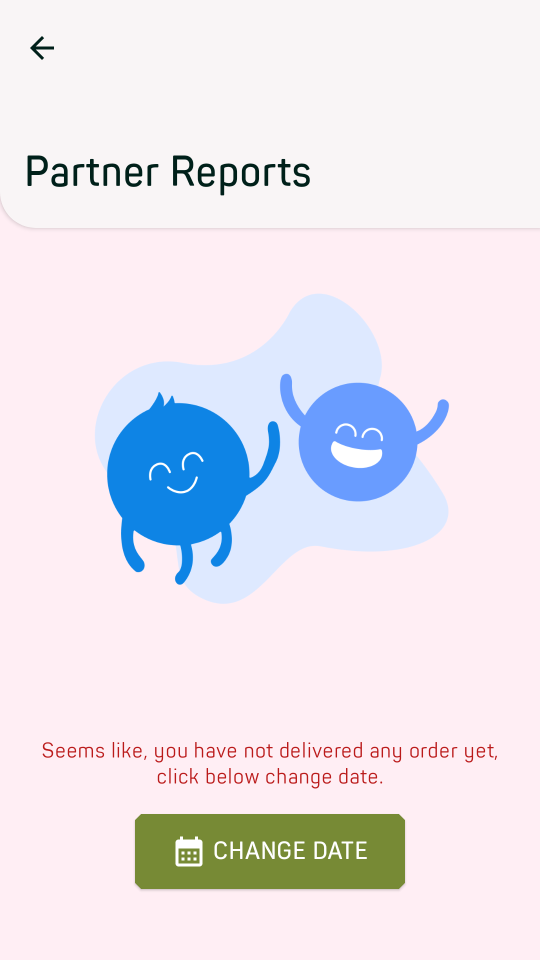 Partner Reports
Seems like, you have not delivered any order yet,
click below change date.
CHANGE DATE